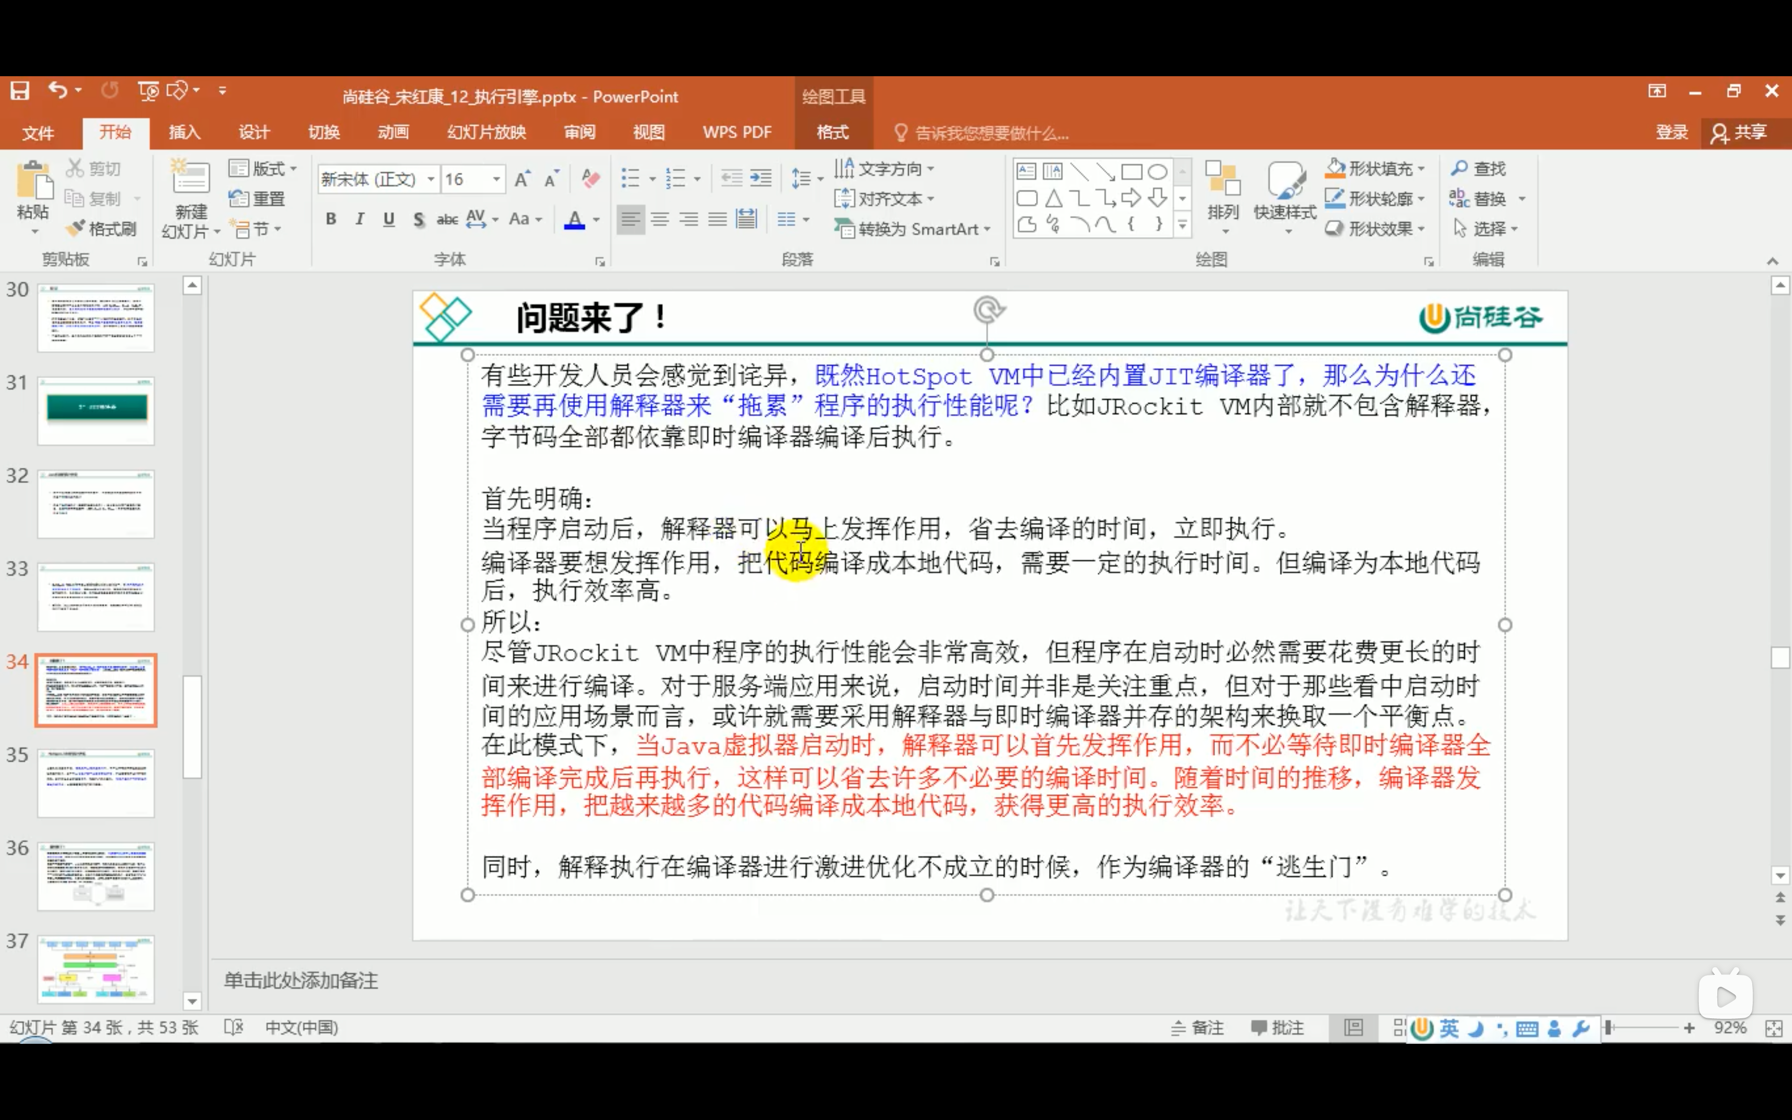 尚硅谷_宋红康_12_执行引擎.pptx - PowerPoint
绘图工具
文件
开始
插入
设计
切换
动画
幻灯片放映
审阅
视图
WPS PDF
格式
告诉我您想要做什么...
登录
共享
粘贴
剪切
复制
格式刷
剪贴板
新建
幻灯片
版式
重置
节
幻灯片
新宋体 (正文)
16
B I U S abc AV Aa A
字体
文字方向
对齐文本
转换为 SmartArt
段落
排列
快速样式
形状填充
形状轮廓
形状效果
绘图
查找
替换
选择
编辑
30
31
32
33
34
35
36
37
问题来了！
尚硅谷
有些开发人员会感觉到诧异，既然HotSpot VM中已经内置JIT编译器了，那么为什么还
需要再使用解释器来“拖累”程序的执行性能呢？比如JRockit VM内部就不包含解释器，
字节码全部都依靠即时编译器编译后执行。
首先明确：
当程序启动后，解释器可以马上发挥作用，省去编译的时间，立即执行。
编译器要想发挥作用，把代码编译成本地代码，需要一定的执行时间。但编译为本地代码
后，执行效率高。
所以：
尽管JRockit VM中程序的执行性能会非常高效，但程序在启动时必然需要花费更长的时
间来进行编译。对于服务端应用来说，启动时间并非是关注重点，但对于那些看中启动时
间的应用场景而言，或许就需要采用解释器与即时编译器并存的架构来换取一个平衡点。
在此模式下，当Java虚拟器启动时，解释器可以首先发挥作用，而不必等待即时编译器全
部编译完成后再执行，这样可以省去许多不必要的编译时间。随着时间的推移，编译器发
挥作用，把越来越多的代码编译成本地代码，获得更高的执行效率。
同时，解释执行在编译器进行激进优化不成立的时候，作为编译器的“逃生门”。
让天下没有难学的技术
单击此处添加备注
幻灯片 第 34 张，共 53 张
中文(中国)
备注
批注
英
92%